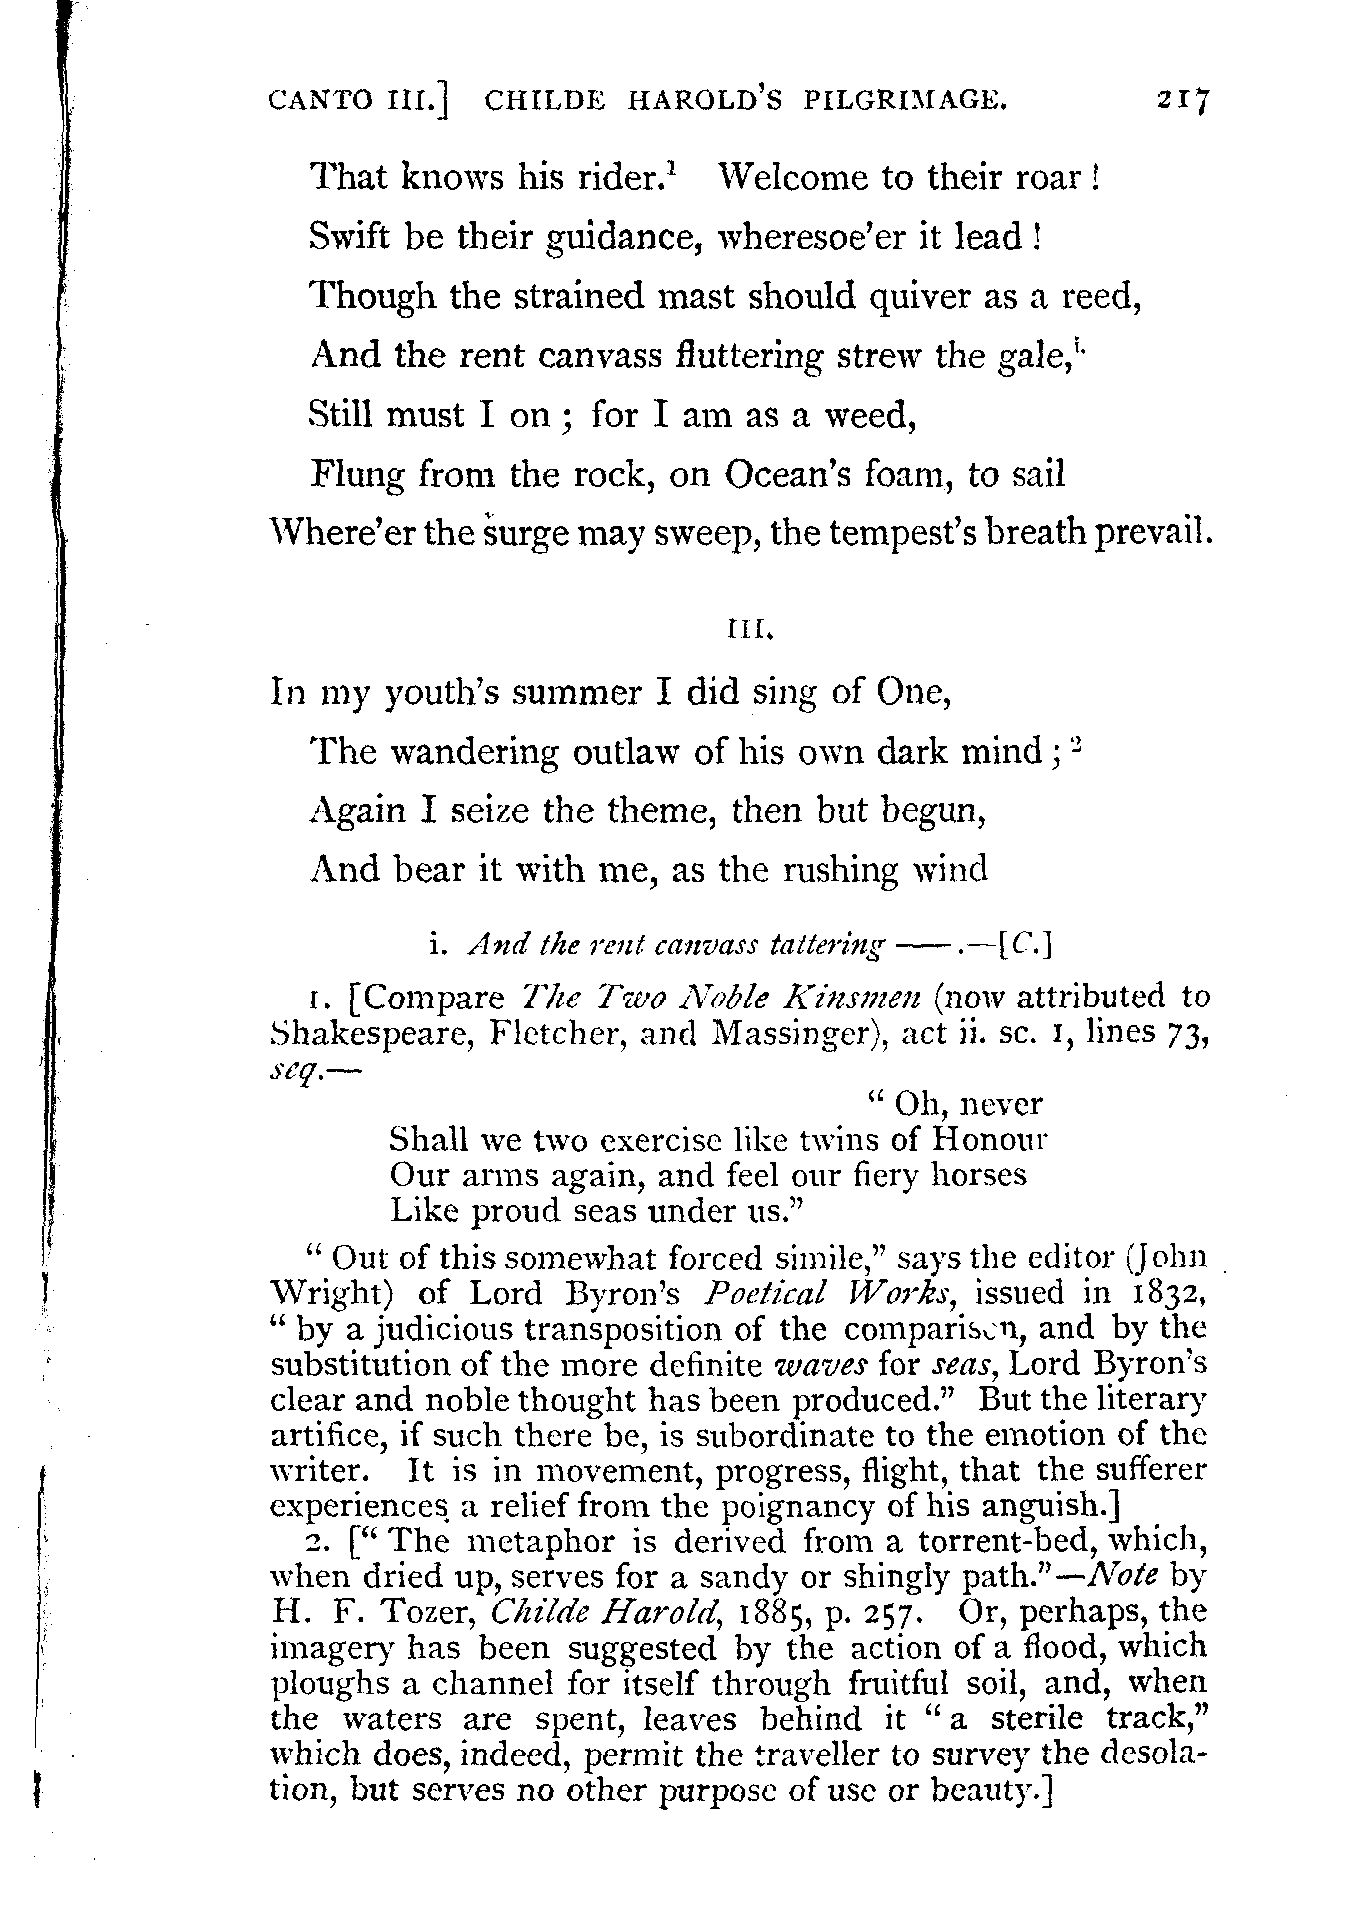 CANTO III.] CHILDE HAROLD'S PILGRIMAGE. 217
That knows his rider.¹ Welcome to their roar!
Swift be their guidance, wheresoe'er it lead!
Though the strained mast should quiver as a reed,
And the rent canvass fluttering strew the gale,i.
Still must I on; for I am as a weed,
Flung from the rock, on Ocean's foam, to sail
Where'er the surge may sweep, the tempest's breath prevail.
III.
In my youth's summer I did sing of One,
The wandering outlaw of his own dark mind;²
Again I seize the theme, then but begun,
And bear it with me, as the rushing wind
i. And the rent canvass tattering ——.—[C.]
1. [Compare The Two Noble Kinsmen (now attributed to
Shakespeare, Fletcher, and Massinger), act ii. sc. 1, lines 73,
seq.—
"Oh, never
Shall we two exercise like twins of Honour
Our arms again, and feel our fiery horses
Like proud seas under us."
"Out of this somewhat forced simile," says the editor (John
Wright) of Lord Byron's Poetical Works, issued in 1832,
"by a judicious transposition of the comparison, and by the
substitution of the more definite waves for seas, Lord Byron's
clear and noble thought has been produced." But the literary
artifice, if such there be, is subordinate to the emotion of the
writer. It is in movement, progress, flight, that the sufferer
experiences a relief from the poignancy of his anguish.]
2. ["The metaphor is derived from a torrent-bed, which,
when dried up, serves for a sandy or shingly path."—Note by
H. F. Tozer, Childe Harold, 1885, p. 257. Or, perhaps, the
imagery has been suggested by the action of a flood, which
ploughs a channel for itself through fruitful soil, and, when
the waters are spent, leaves behind it "a sterile track,"
which does, indeed, permit the traveller to survey the desola-
tion, but serves no other purpose of use or beauty.]